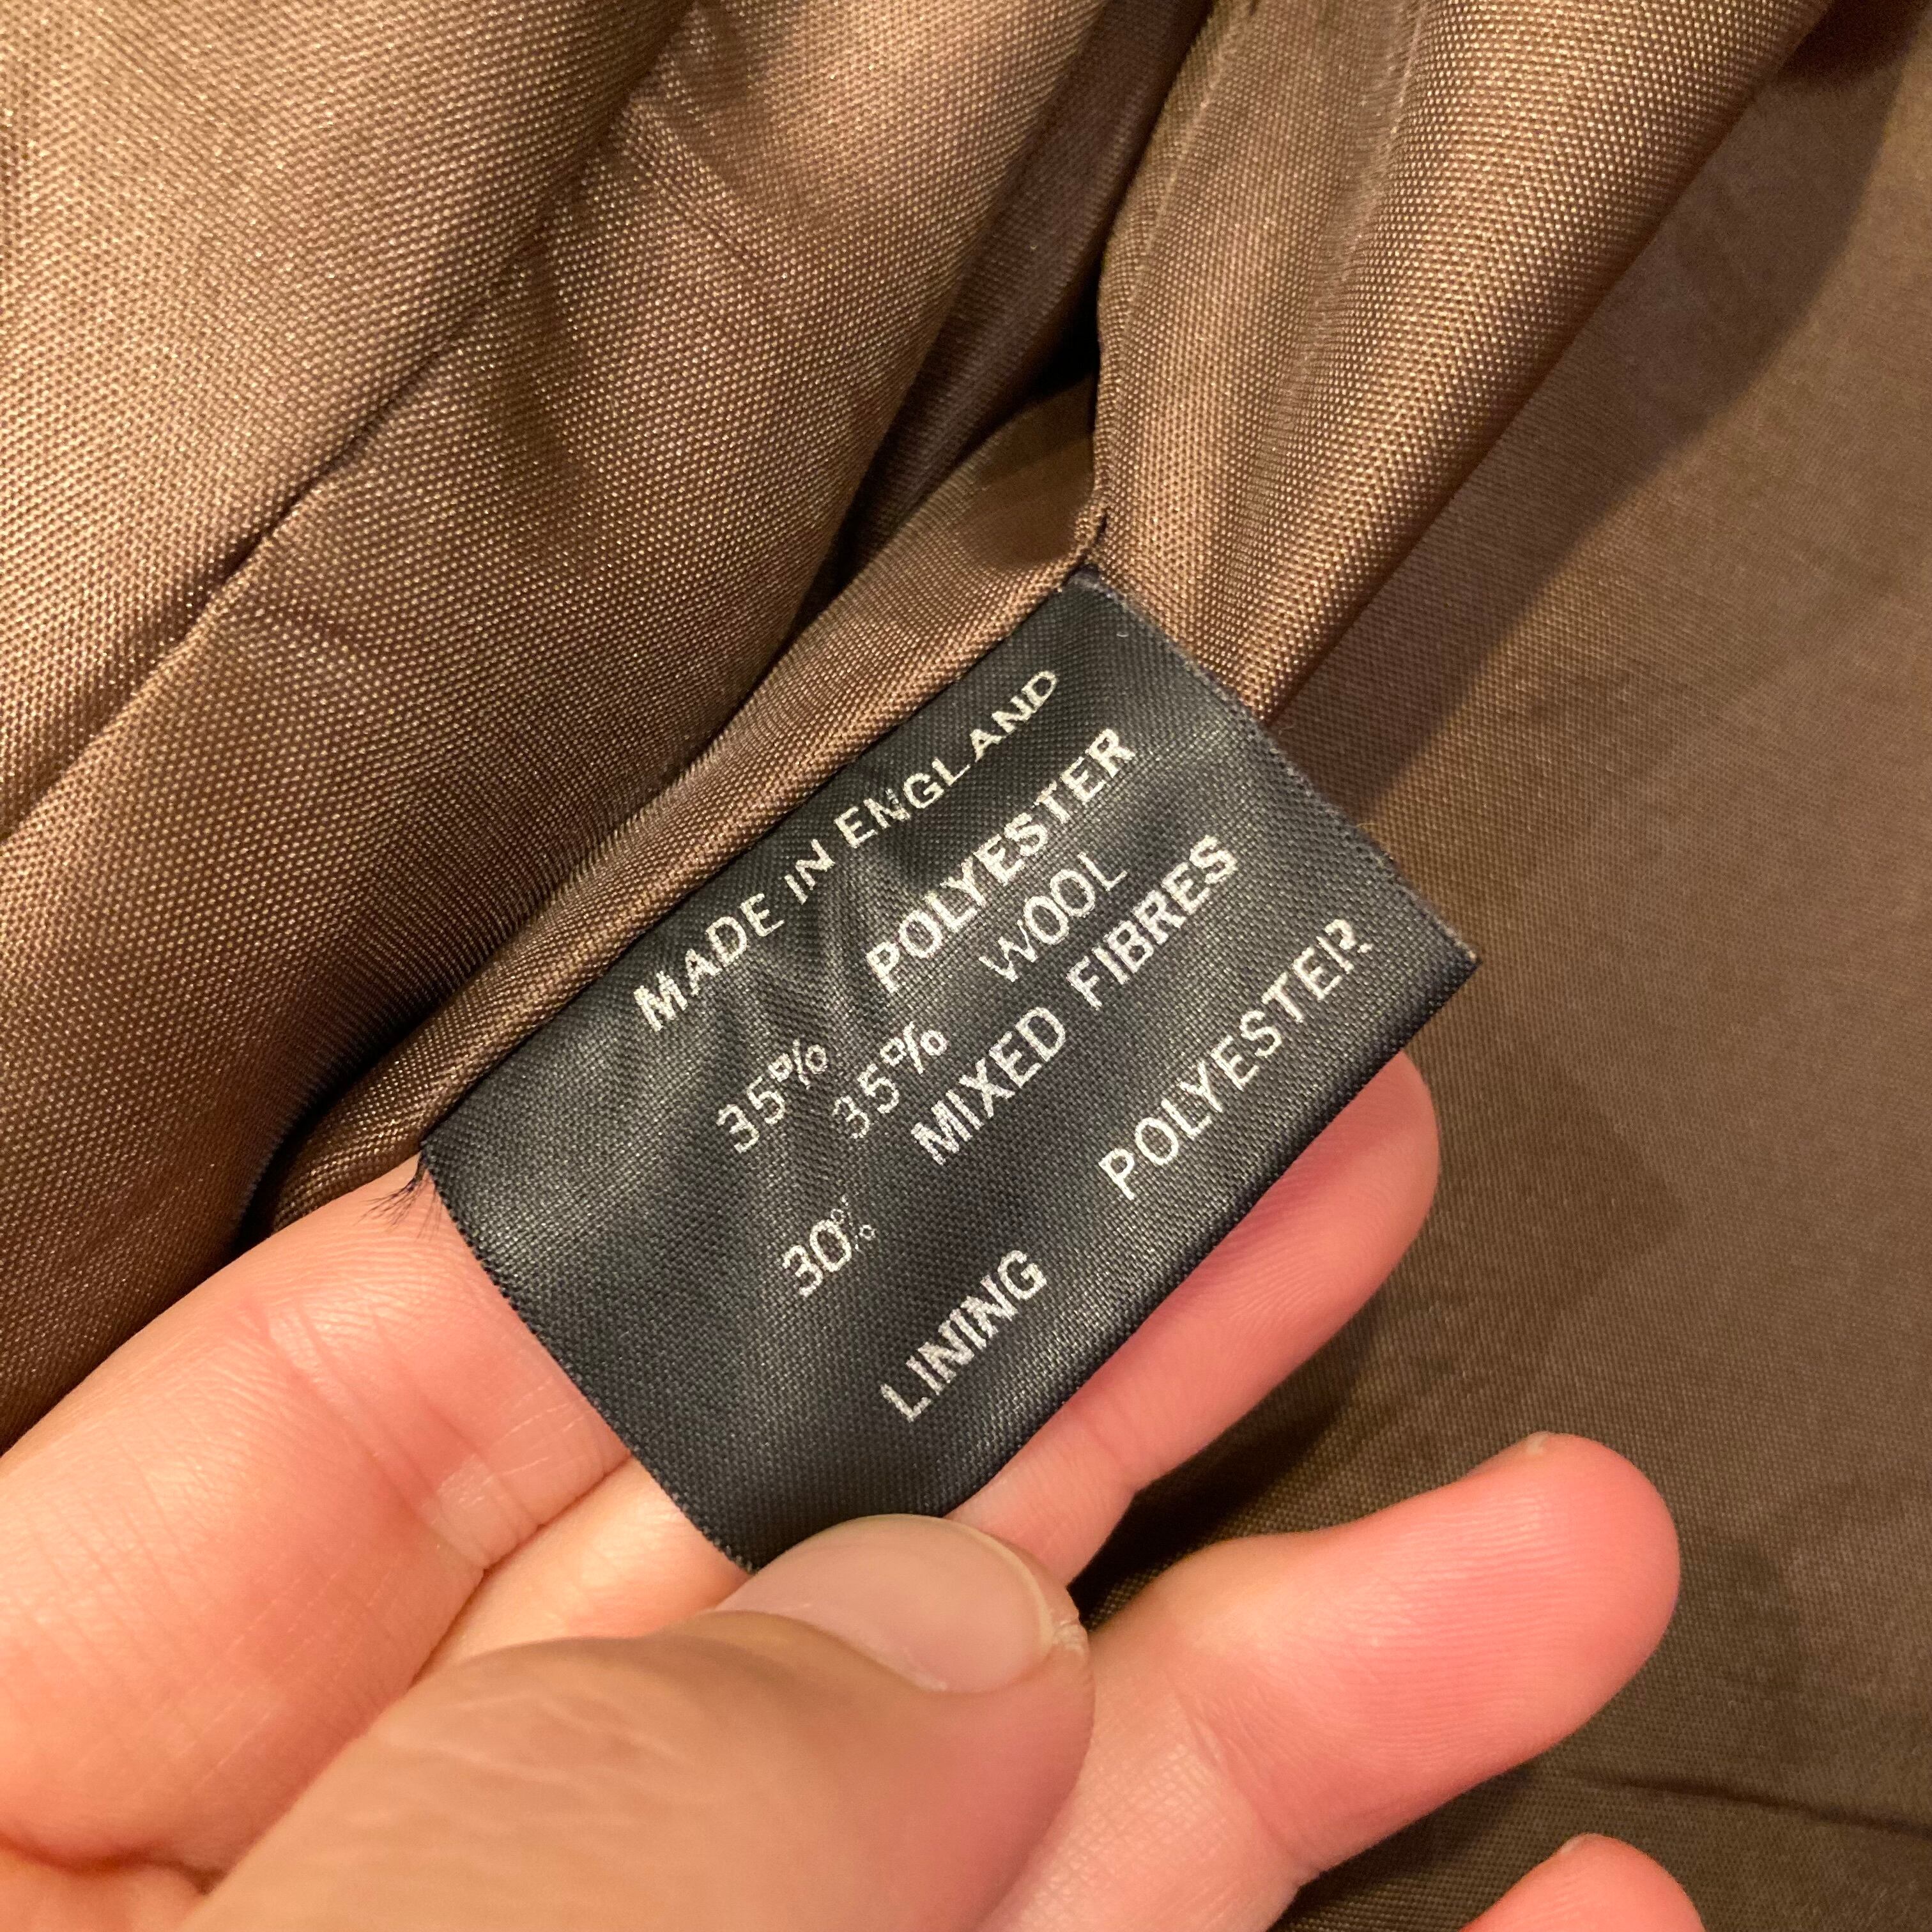 MADE IN ENGLAND
35% POLYESTER
35% WOOL
30% MIXED FIBRES
LINING POLYESTER